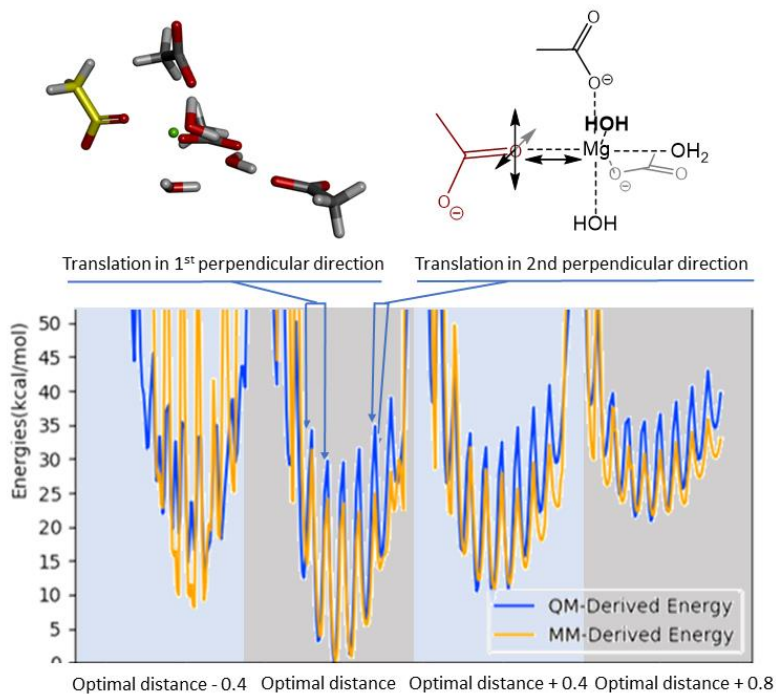 O
O⊖
HOH
Mg
OH₂
O
O
⊖
O
⊖
O
HOH
Translation in 1st perpendicular direction
Translation in 2nd perpendicular direction
Energies(kcal/mol)
50
45
40
35
30
25
20
15
10
5
0
QM-Derived Energy
MM-Derived Energy
Optimal distance - 0.4
Optimal distance
Optimal distance + 0.4
Optimal distance + 0.8